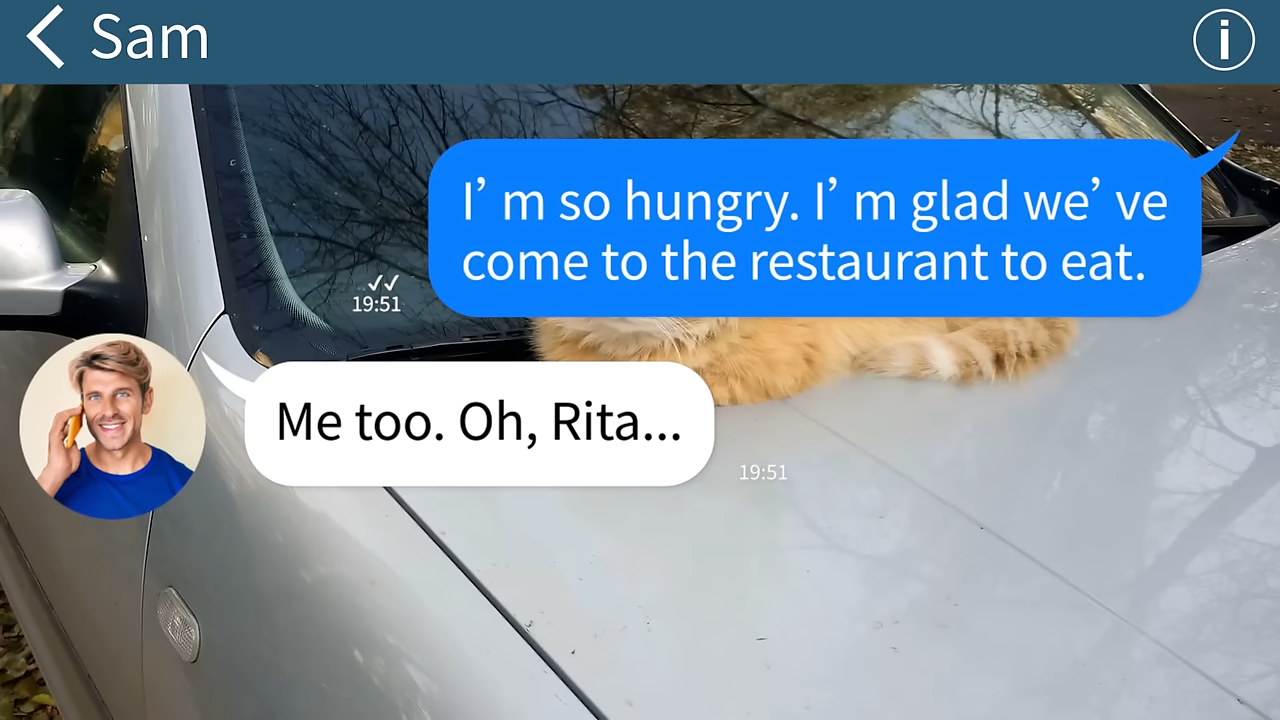 Sam
I’m so hungry. I’m glad we’ve
come to the restaurant to eat.
19:51
Me too. Oh, Rita...
19:51